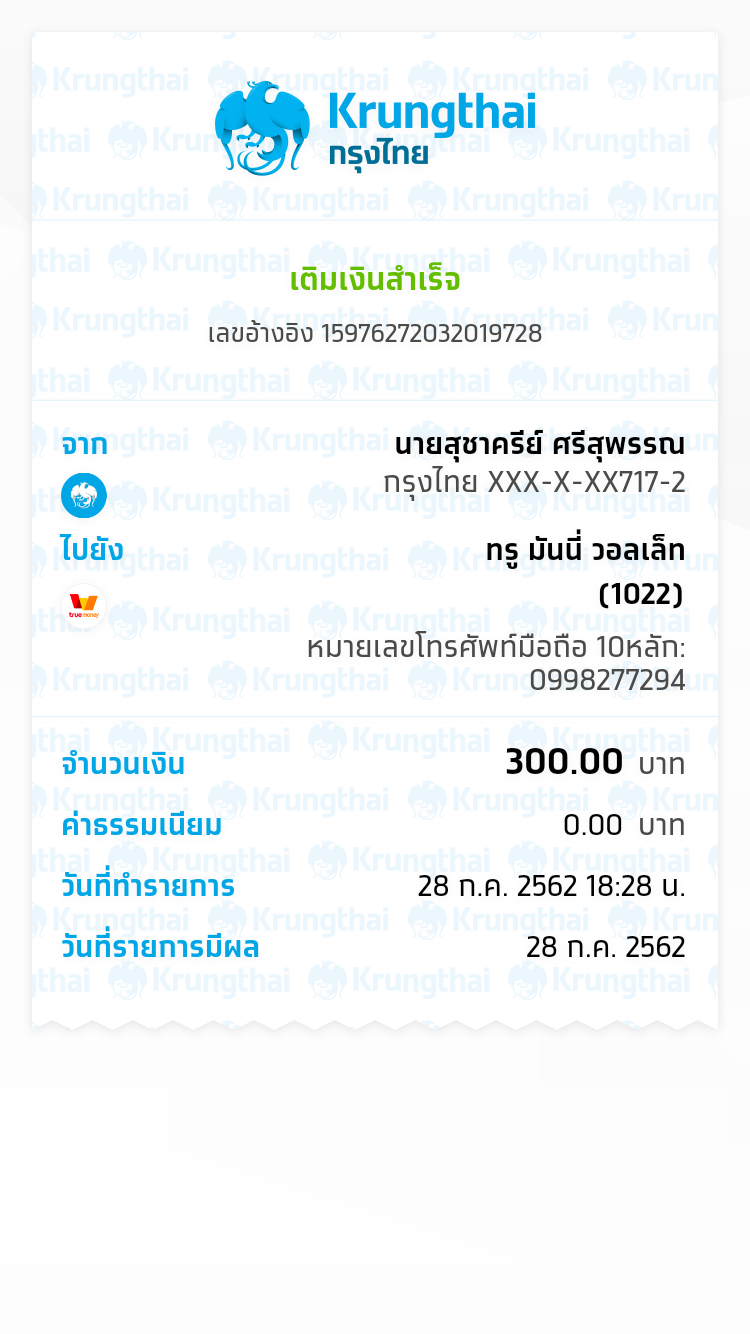 Krungthai
กรุงไทย
เติมเงินสำเร็จ
เลขอ้างอิง 15976272032019728
จาก
นายสุชาครีย์ ศรีสุพรรณ
กรุงไทย XXX-X-XX717-2
ไปยัง
ทรู มันนี่ วอลเล็ท
(1022)
true money
หมายเลขโทรศัพท์มือถือ 10หลัก:
0998277294
จำนวนเงิน 300.00 บาท
ค่าธรรมเนียม 0.00 บาท
วันที่ทำรายการ 28 ก.ค. 2562 18:28 น.
วันที่รายการมีผล 28 ก.ค. 2562